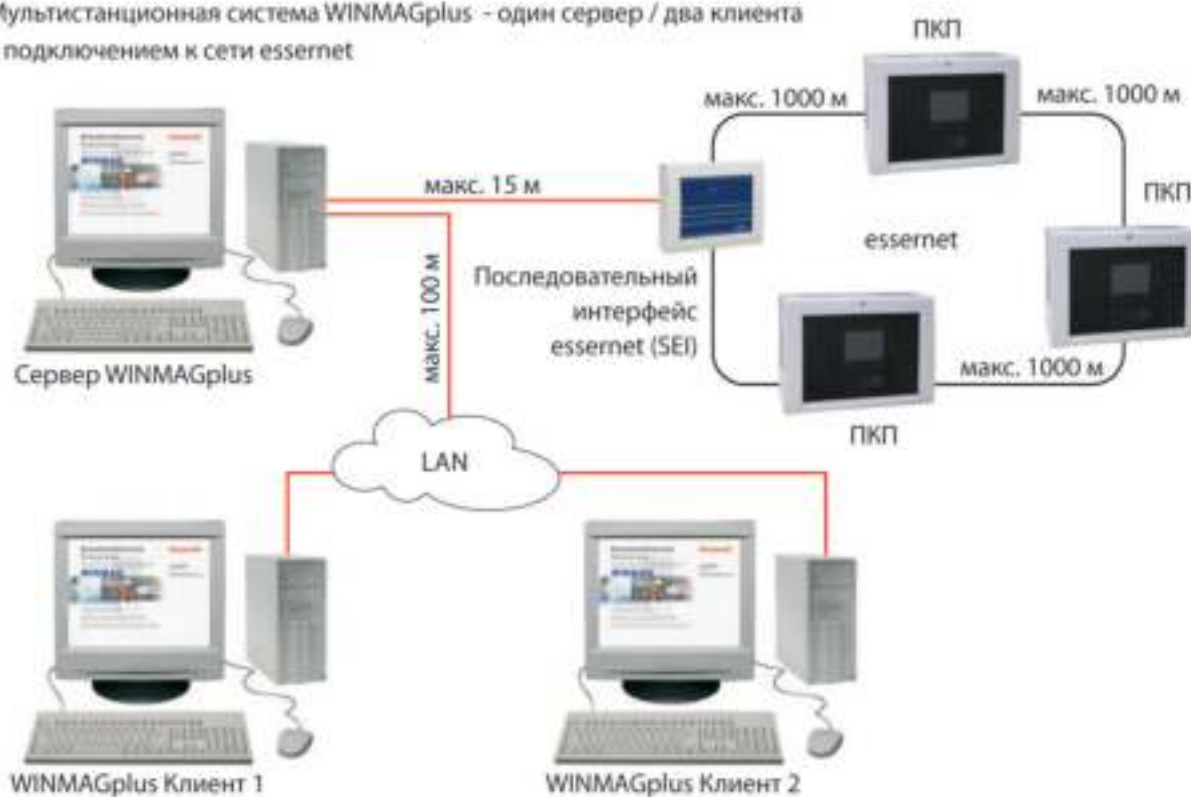 Мультистанционная система WINMAGplus - один сервер / два клиента
подключением к сети essernet
ПКП
макс. 1000 м
макс. 1000 м
макс. 15 м
ПКП
essernet
Последовательный
интерфейс
essernet (SEI)
макс. 100 м
макс. 1000 м
Сервер WINMAGplus
ПКП
LAN
WINMAGplus Клиент 1
WINMAGplus Клиент 2